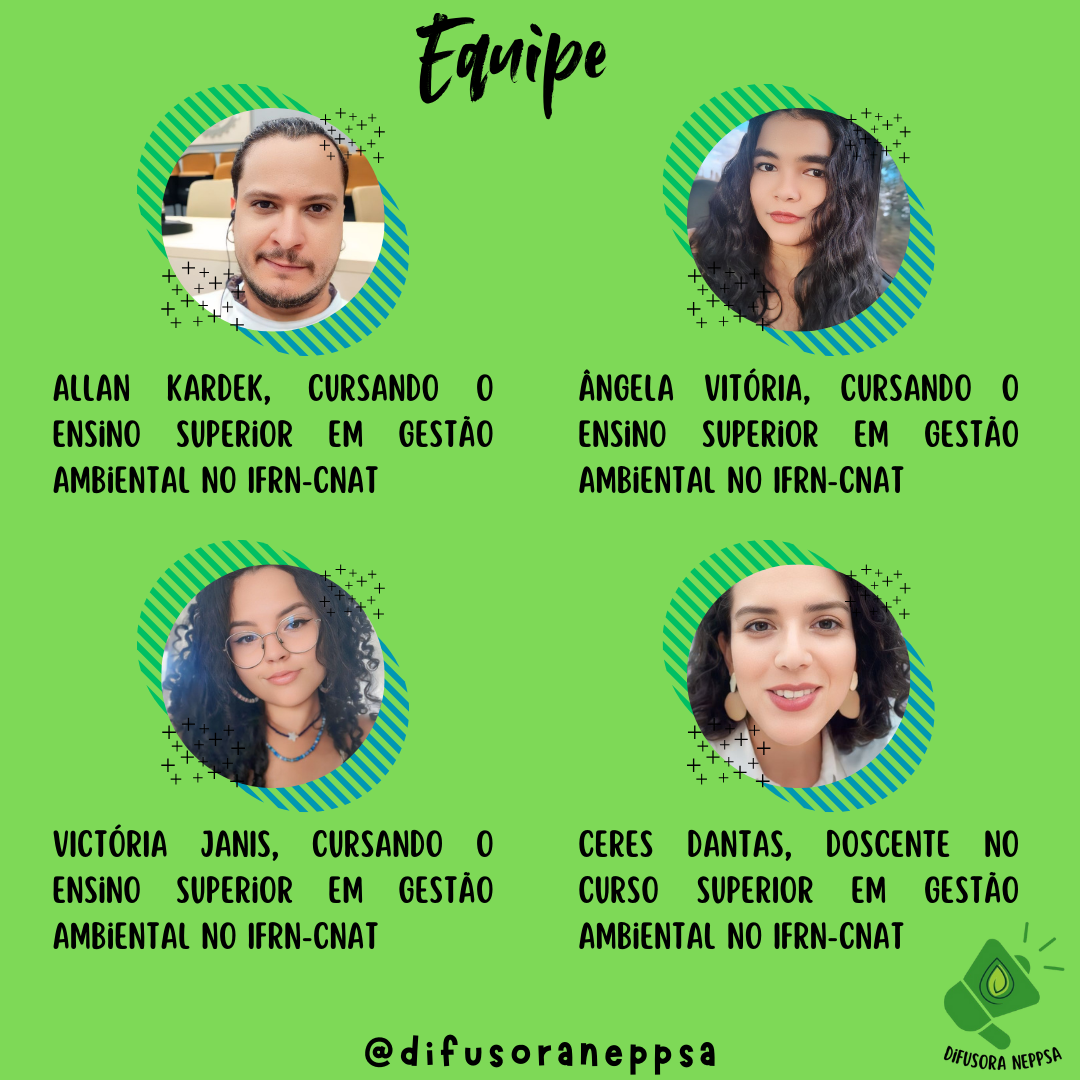 Equipe
ALLAN KARDEK, CURSANDO O
ENSINO SUPERIOR EM GESTÃO
AMBIENTAL NO IFRN-CNAT
ÂNGELA VITÓRIA, CURSANDO O
ENSINO SUPERIOR EM GESTÃO
AMBIENTAL NO IFRN-CNAT
VICTÓRIA JANIS, CURSANDO O
ENSINO SUPERIOR EM GESTÃO
AMBIENTAL NO IFRN-CNAT
CERES DANTAS, DOSCENTE NO
CURSO SUPERIOR EM GESTÃO
AMBIENTAL NO IFRN-CNAT
@difusoraneppsa
DIFUSORA NEPPSA